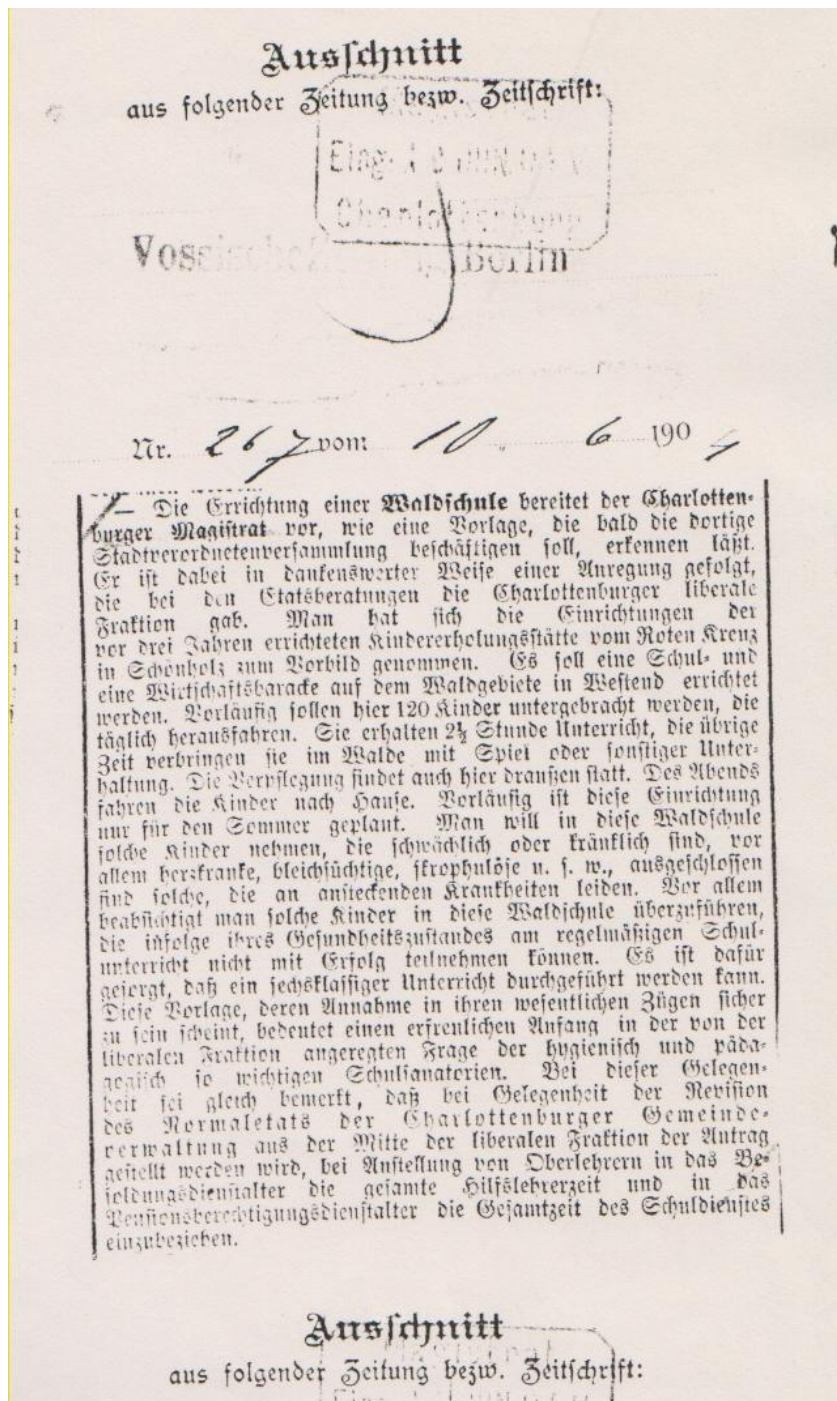 Ausschnitt
aus folgender Zeitung bezw. Zeitschrift:
Charlottenburg
Vossische Berlin
Nr. 267 vom 10. 6 1904
— Die Errichtung einer Waldschule bereitet der Charlotten-
burger Magistrat vor, wie eine Vorlage, die bald die dortige
Stadtverordnetenversammlung beschäftigen soll, erkennen läßt.
Er ist dabei in dankenswerter Weise einer Anregung gefolgt,
die bei den Etatsberatungen die Charlottenburger liberale
Fraktion gab. Man hat sich die Einrichtungen der
vor drei Jahren errichteten Kindererholungsstätte vom Roten Kreuz
in Schönholz zum Vorbild genommen. Es soll eine Schul- und
eine Wirtschaftsbaracke auf dem Waldgebiete in Westend errichtet
werden. Vorläufig sollen hier 120 Kinder untergebracht werden, die
täglich herausfahren. Sie erhalten 2½ Stunde Unterricht, die übrige
Zeit verbringen sie im Walde mit Spiel oder sonstiger Unter-
haltung. Die Verpflegung findet auch hier draußen statt. Des Abends
fahren die Kinder nach Hause. Vorläufig ist diese Einrichtung
nur für den Sommer geplant. Man will in diese Waldschule
solche Kinder nehmen, die schwächlich oder kränklich sind, vor
allem herzkranke, bleichsüchtige, skrophulöse u. s. w., ausgeschlossen
sind solche, die an ansteckenden Krankheiten leiden. Vor allem
beabsichtigt man solche Kinder in diese Waldschule überzuführen,
die infolge ihres Gesundheitszustandes am regelmäßigen Schul-
unterricht nicht mit Erfolg teilnehmen können. Es ist dafür
gesorgt, daß ein sechsklassiger Unterricht durchgeführt werden kann.
Diese Vorlage, deren Annahme in ihren wesentlichen Zügen sicher
zu sein scheint, bedeutet einen erfreulichen Anfang in der von der
liberalen Fraktion angeregten Frage der hygienisch und päda-
gogisch so wichtigen Schulsanatorien. Bei dieser Gelegen-
heit sei gleich bemerkt, daß bei Gelegenheit der Revision
des Normaletats der Charlottenburger Gemeinde-
verwaltung aus der Mitte der liberalen Fraktion der Antrag
gestellt werden wird, bei Anstellung von Oberlehrern in das Be-
soldungsdienstalter die gesamte Hilfslehrerzeit und in das
Pensionsberechtigungsdienstalter die Gesamtzeit des Schuldienstes
einzubeziehen.
Ausschnitt
aus folgender Zeitung bezw. Zeitschrift: